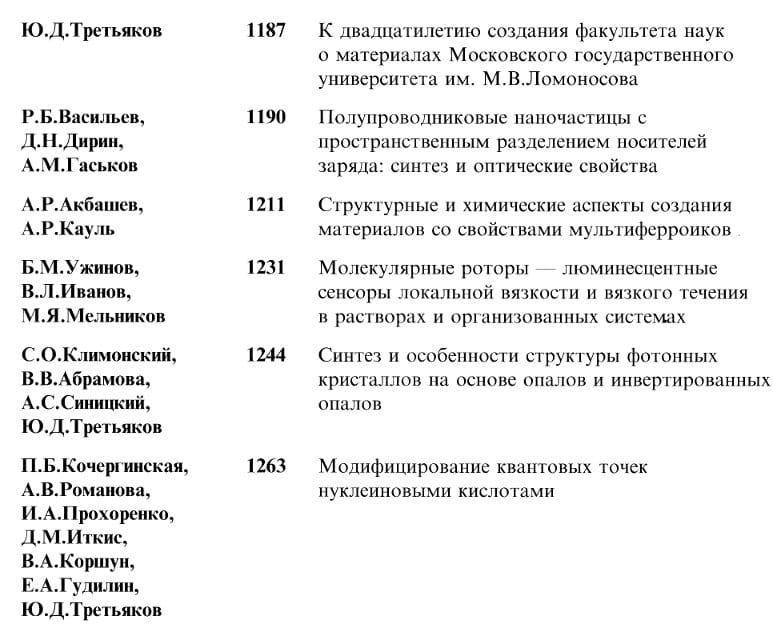 Ю.Д.Третьяков 1187 К двадцатилетию создания факультета наук
о материалах Московского государственного
университета им. М.В.Ломоносова
Р.Б.Васильев, 1190 Полупроводниковые наночастицы с
Д.Н.Дирин, пространственным разделением носителей
А.М.Гаськов заряда: синтез и оптические свойства
А.Р.Акбашев, 1211 Структурные и химические аспекты создания
А.Р.Кауль материалов со свойствами мультиферроиков
Б.М.Ужинов, 1231 Молекулярные роторы — люминесцентные
В.Л.Иванов, сенсоры локальной вязкости и вязкого течения
М.Я.Мельников в растворах и организованных системах
С.О.Климонский, 1244 Синтез и особенности структуры фотонных
В.В.Абрамова, кристаллов на основе опалов и инвертированных
А.С.Синицкий, опалов
Ю.Д.Третьяков
П.Б.Кочергинская, 1263 Модифицирование квантовых точек
А.В.Романова, нуклеиновыми кислотами
И.А.Прохоренко,
Д.М.Иткис,
В.А.Коршун,
Е.А.Гудилин,
Ю.Д.Третьяков